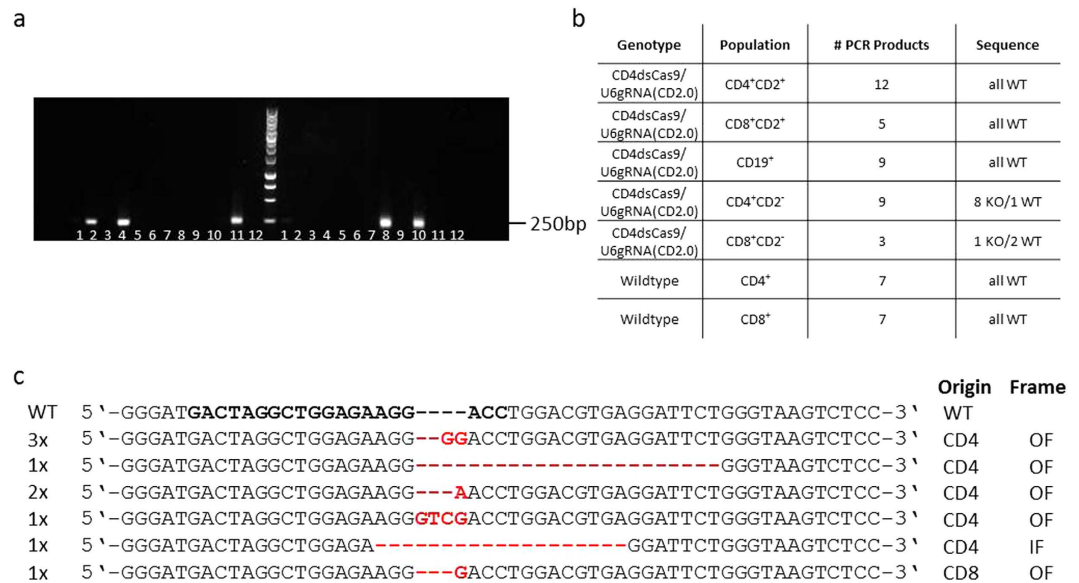 a
1 2 3 4 5 6 7 8 9 10 11 12 1 2 3 4 5 6 7 8 9 10 11 12
250bp
b
Genotype Population # PCR Products Sequence
CD4dsCas9/
U6gRNA(CD2.0) CD4+CD2+ 12 all WT
CD4dsCas9/
U6gRNA(CD2.0) CD8+CD2+ 5 all WT
CD4dsCas9/
U6gRNA(CD2.0) CD19+ 9 all WT
CD4dsCas9/
U6gRNA(CD2.0) CD4+CD2- 9 8 KO/1 WT
CD4dsCas9/
U6gRNA(CD2.0) CD8+CD2- 3 1 KO/2 WT
Wildtype CD4+ 7 all WT
Wildtype CD8+ 7 all WT
c
Origin Frame
WT 5‘-GGGATGACTAGGCTGGAGAAGG----ACCTGGACGTGAGGATTCTGGGTAAGTCTCC-3‘ WT
3x 5‘-GGGATGACTAGGCTGGAGAAGG--GGACCTGGACGTGAGGATTCTGGGTAAGTCTCC-3‘ CD4 OF
1x 5‘-GGGATGACTAGGCTGGAGAAGG-----------------------GGGTAAGTCTCC-3‘ CD4 OF
2x 5‘-GGGATGACTAGGCTGGAGAAGG---AACCTGGACGTGAGGATTCTGGGTAAGTCTCC-3‘ CD4 OF
1x 5‘-GGGATGACTAGGCTGGAGAAGGGTCGACCTGGACGTGAGGATTCTGGGTAAGTCTCC-3‘ CD4 OF
1x 5‘-GGGATGACTAGGCTGGAGA-------------------GGATTCTGGGTAAGTCTCC-3‘ CD4 IF
1x 5‘-GGGATGACTAGGCTGGAGAAGG---GACCTGGACGTGAGGATTCTGGGTAAGTCTCC-3‘ CD8 OF